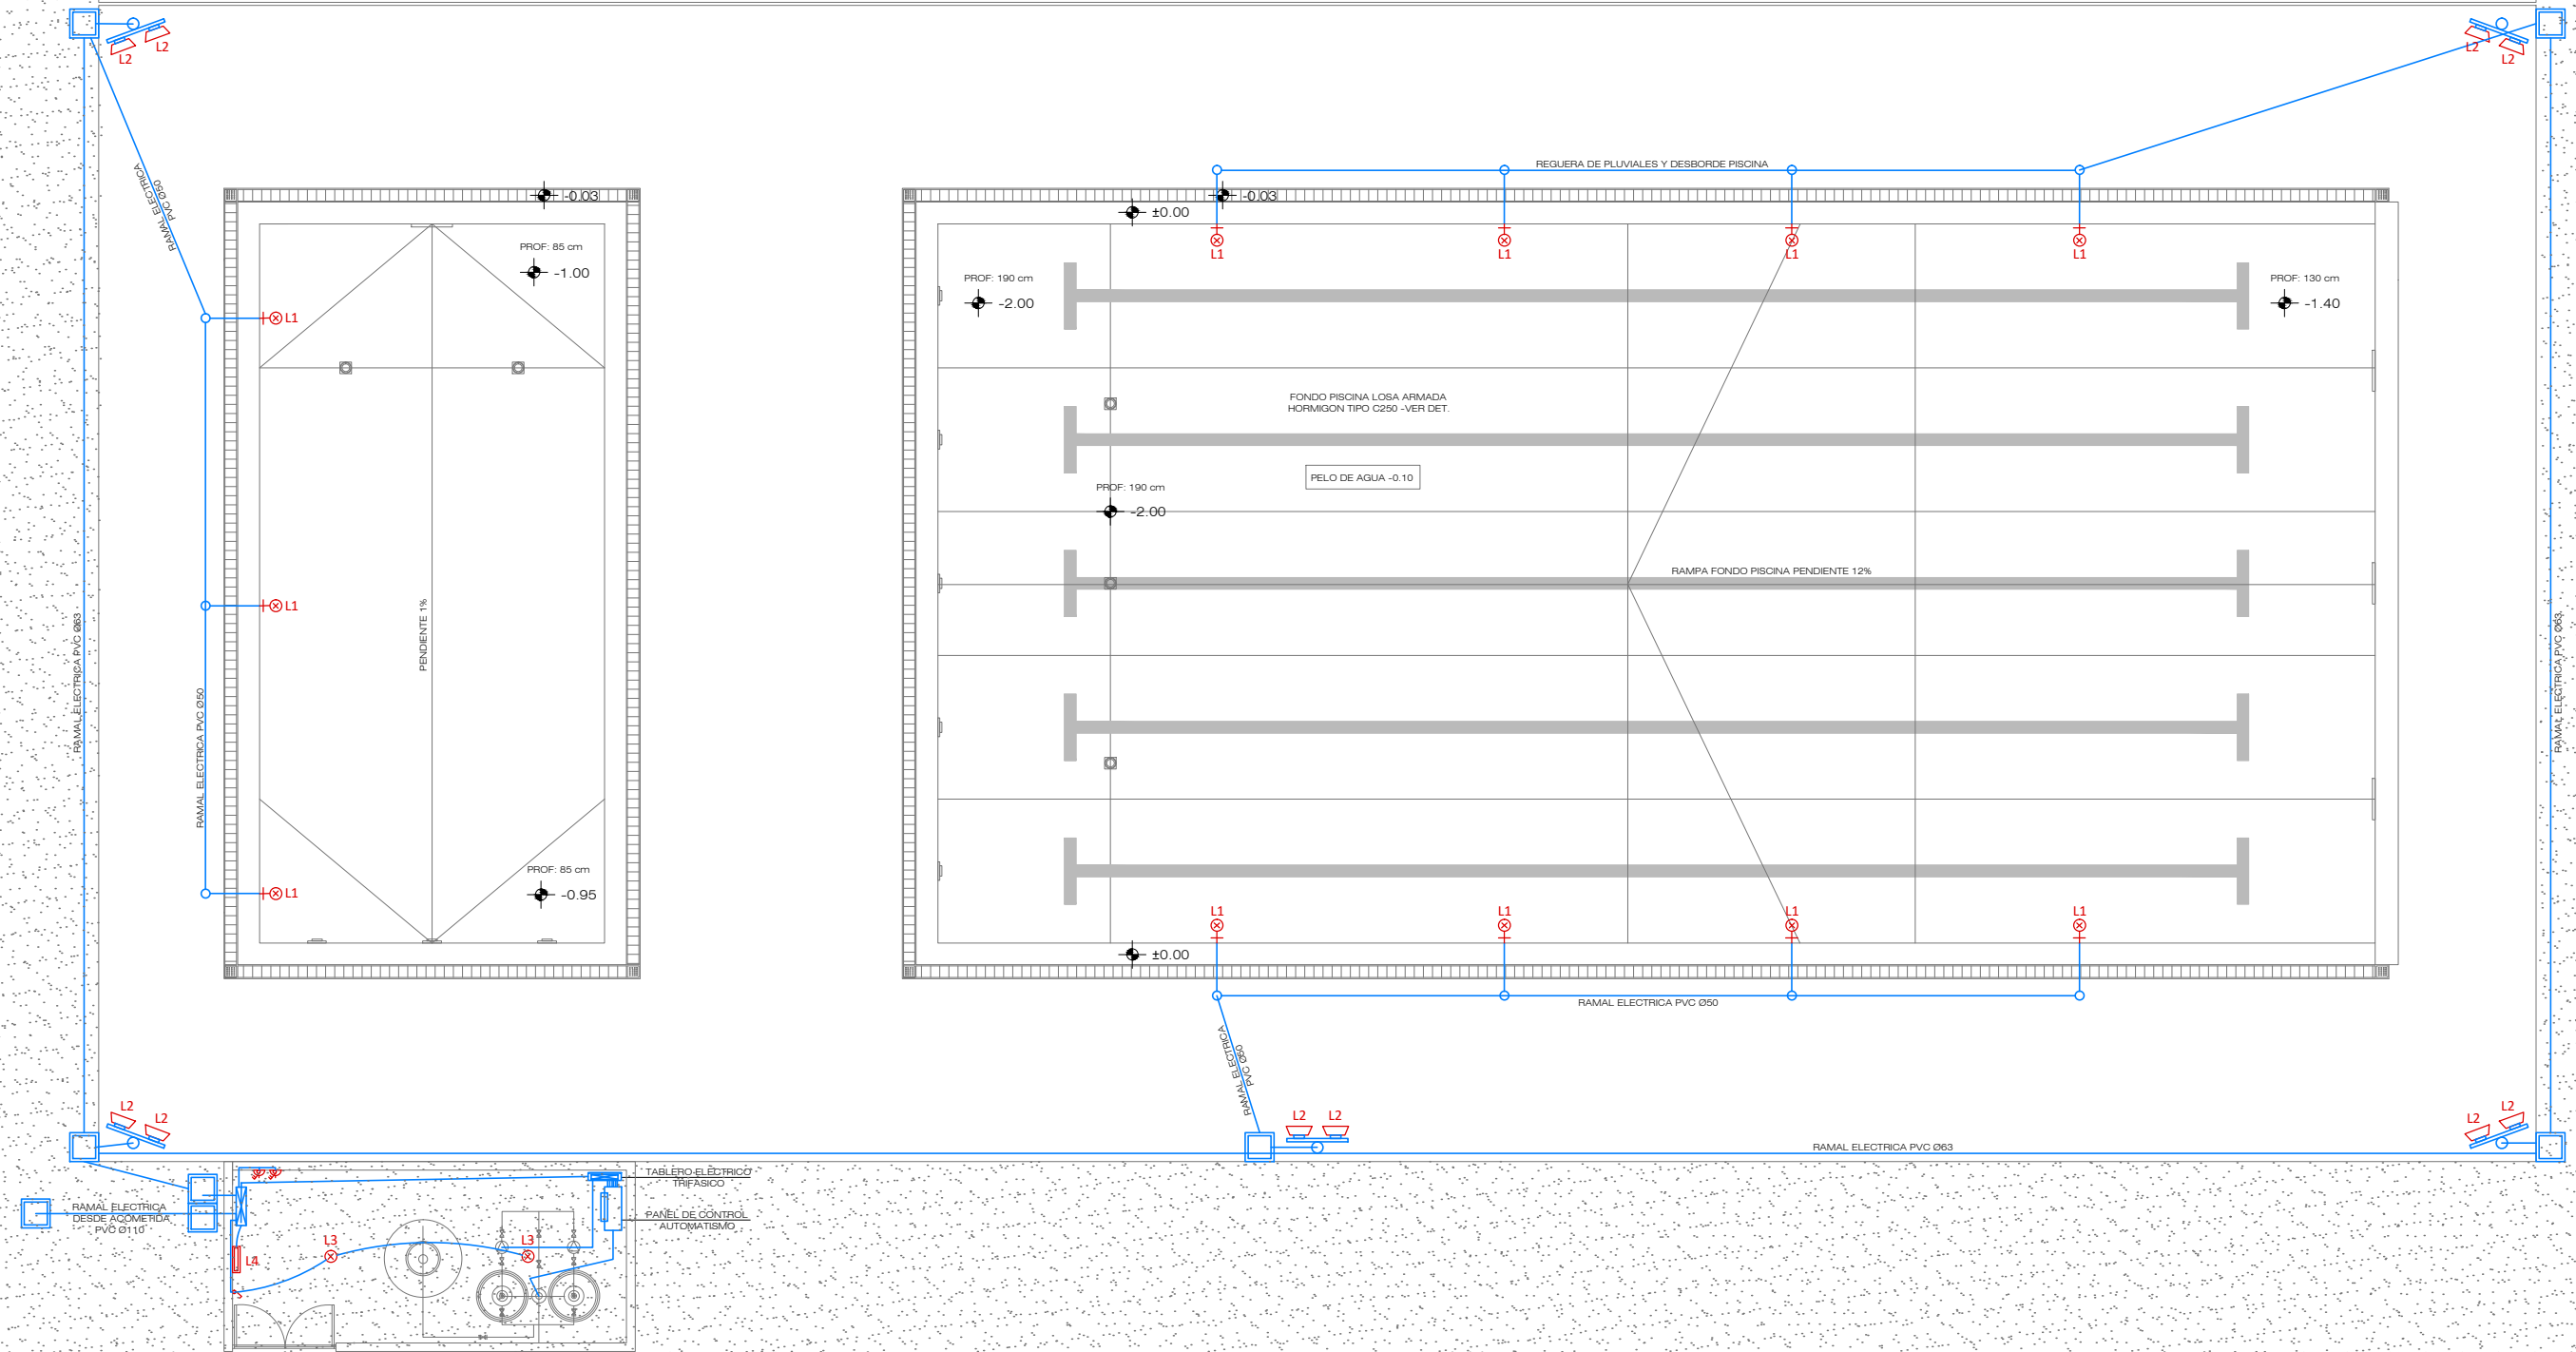 L2
L2
L2
L2
RAMAL ELECTRICA
PVC Ø50
REGUERA DE PLUVIALES Y DESBORDE PISCINA
-0.03
-0.03
±0.00
PROF: 85 cm
-1.00
L1
L1
L1
L1
PROF: 190 cm
-2.00
PROF: 130 cm
-1.40
L1
FONDO PISCINA LOSA ARMADA
HORMIGON TIPO C250 -VER DET.
PELO DE AGUA -0.10
PROF: 190 cm
-2.00
RAMPA FONDO PISCINA PENDIENTE 12%
L1
PENDIENTE 1%
RAMAL ELECTRICA PVC Ø63
RAMAL ELECTRICA PVC Ø63
RAMAL ELECTRICA PVC Ø50
PROF: 85 cm
-0.95
L1
L1
L1
L1
L1
±0.00
RAMAL ELECTRICA PVC Ø50
RAMAL ELECTRICA
PVC Ø50
L2
L2
L2
L2
L2
L2
RAMAL ELECTRICA PVC Ø63
TABLERO ELECTRICO
TRIFASICO
PANEL DE CONTROL
AUTOMATISMO
RAMAL ELECTRICA
DESDE ACOMETIDA
PVC Ø110
L3
L3
L4